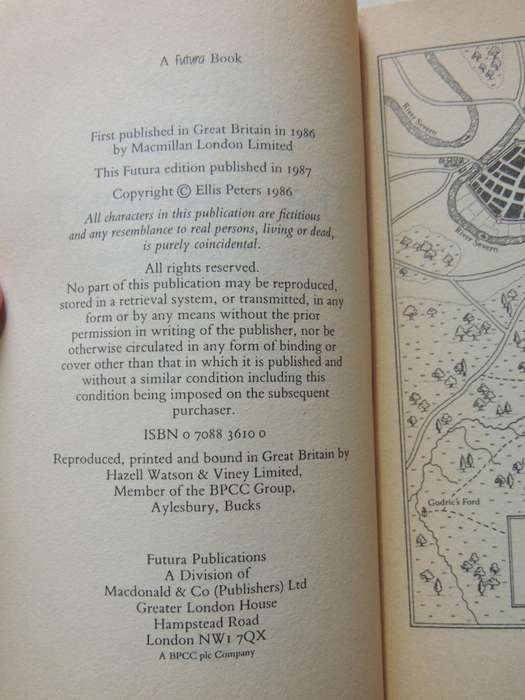 A Futura Book
First published in Great Britain in 1986
by Macmillan London Limited
This Futura edition published in 1987
Copyright © Ellis Peters 1986
All characters in this publication are fictitious
and any resemblance to real persons, living or dead,
is purely coincidental.
All rights reserved.
No part of this publication may be reproduced,
stored in a retrieval system, or transmitted, in any
form or by any means without the prior
permission in writing of the publisher, nor be
otherwise circulated in any form of binding or
cover other than that in which it is published and
without a similar condition including this
condition being imposed on the subsequent
purchaser.
ISBN 0 7088 3610 0
Reproduced, printed and bound in Great Britain by
Hazell Watson & Viney Limited,
Member of the BPCC Group,
Aylesbury, Bucks
Futura Publications
A Division of
Macdonald & Co (Publishers) Ltd
Greater London House
Hampstead Road
London NW1 7QX
A BPCC plc Company
River Severn
River Severn
Godric's Ford